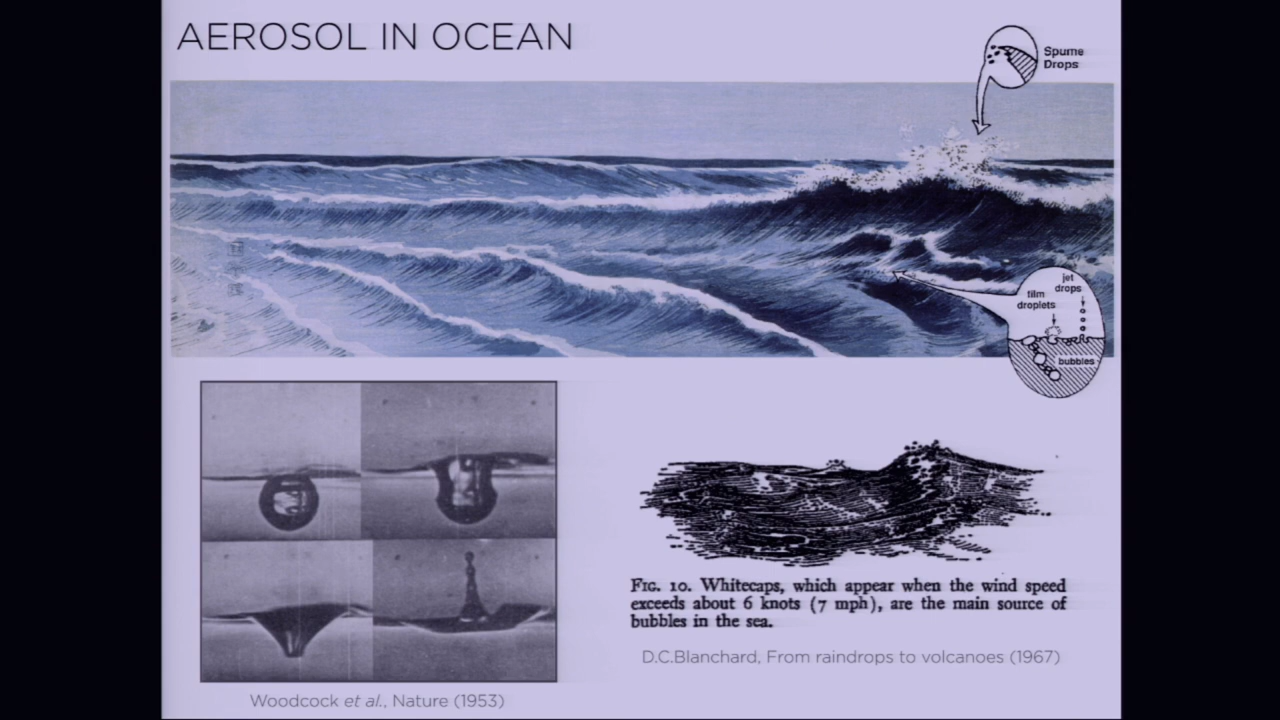 AEROSOL IN OCEAN
Spume
Drops
jet
drops
film
droplets
bubbles
FIG. 10. Whitecaps, which appear when the wind speed
exceeds about 6 knots (7 mph), are the main source of
bubbles in the sea.
D.C.Blanchard, From raindrops to volcanoes (1967)
Woodcock et al., Nature (1953)